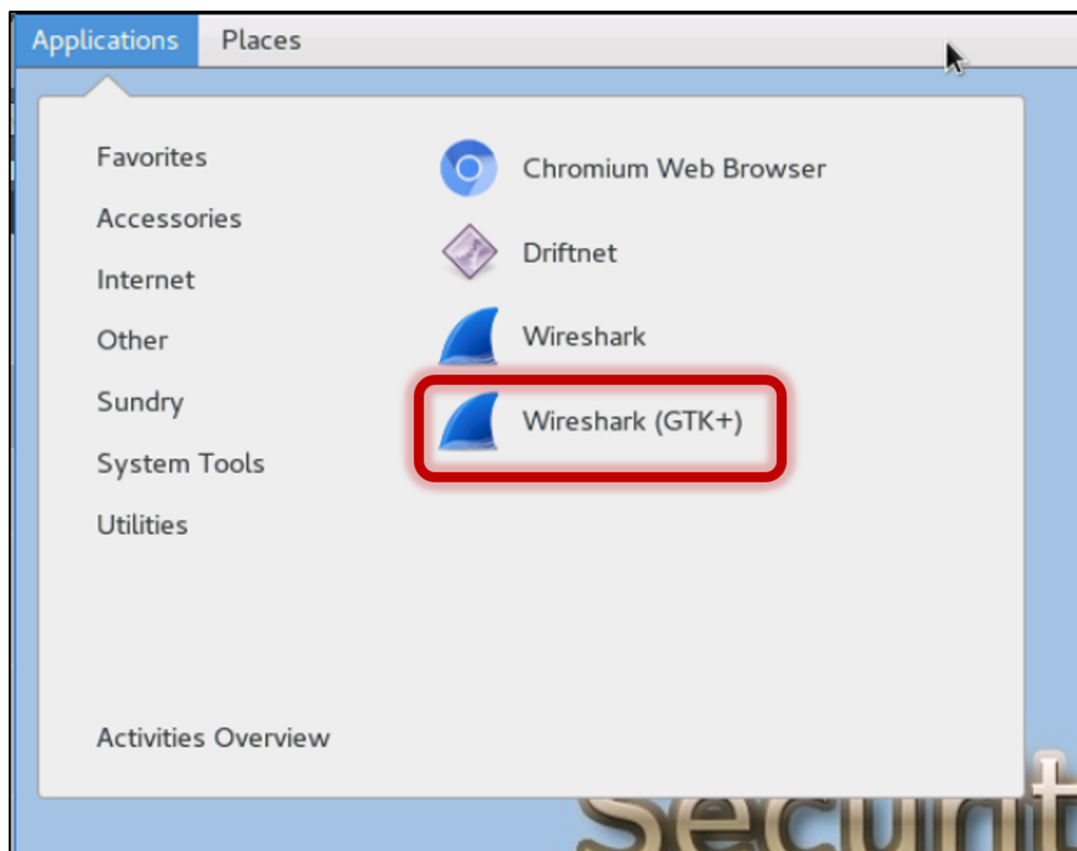 Applications Places
Favorites
Accessories
Internet
Other
Sundry
System Tools
Utilities
Activities Overview
Chromium Web Browser
Driftnet
Wireshark
Wireshark (GTK+)